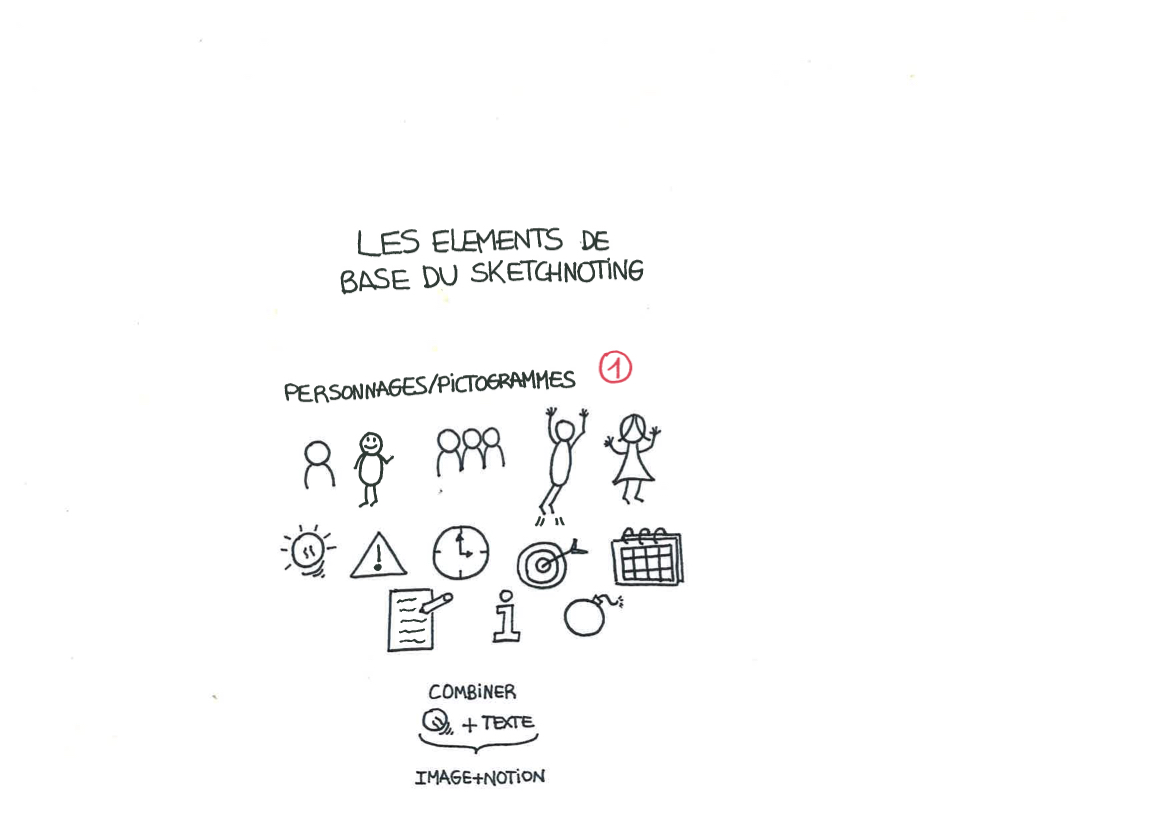 LES ELEMENTS DE
BASE DU SKETCHNOTING
PERSONNAGES/PICTOGRAMMES 1
COMBINER
+ TEXTE
IMAGE+NOTION